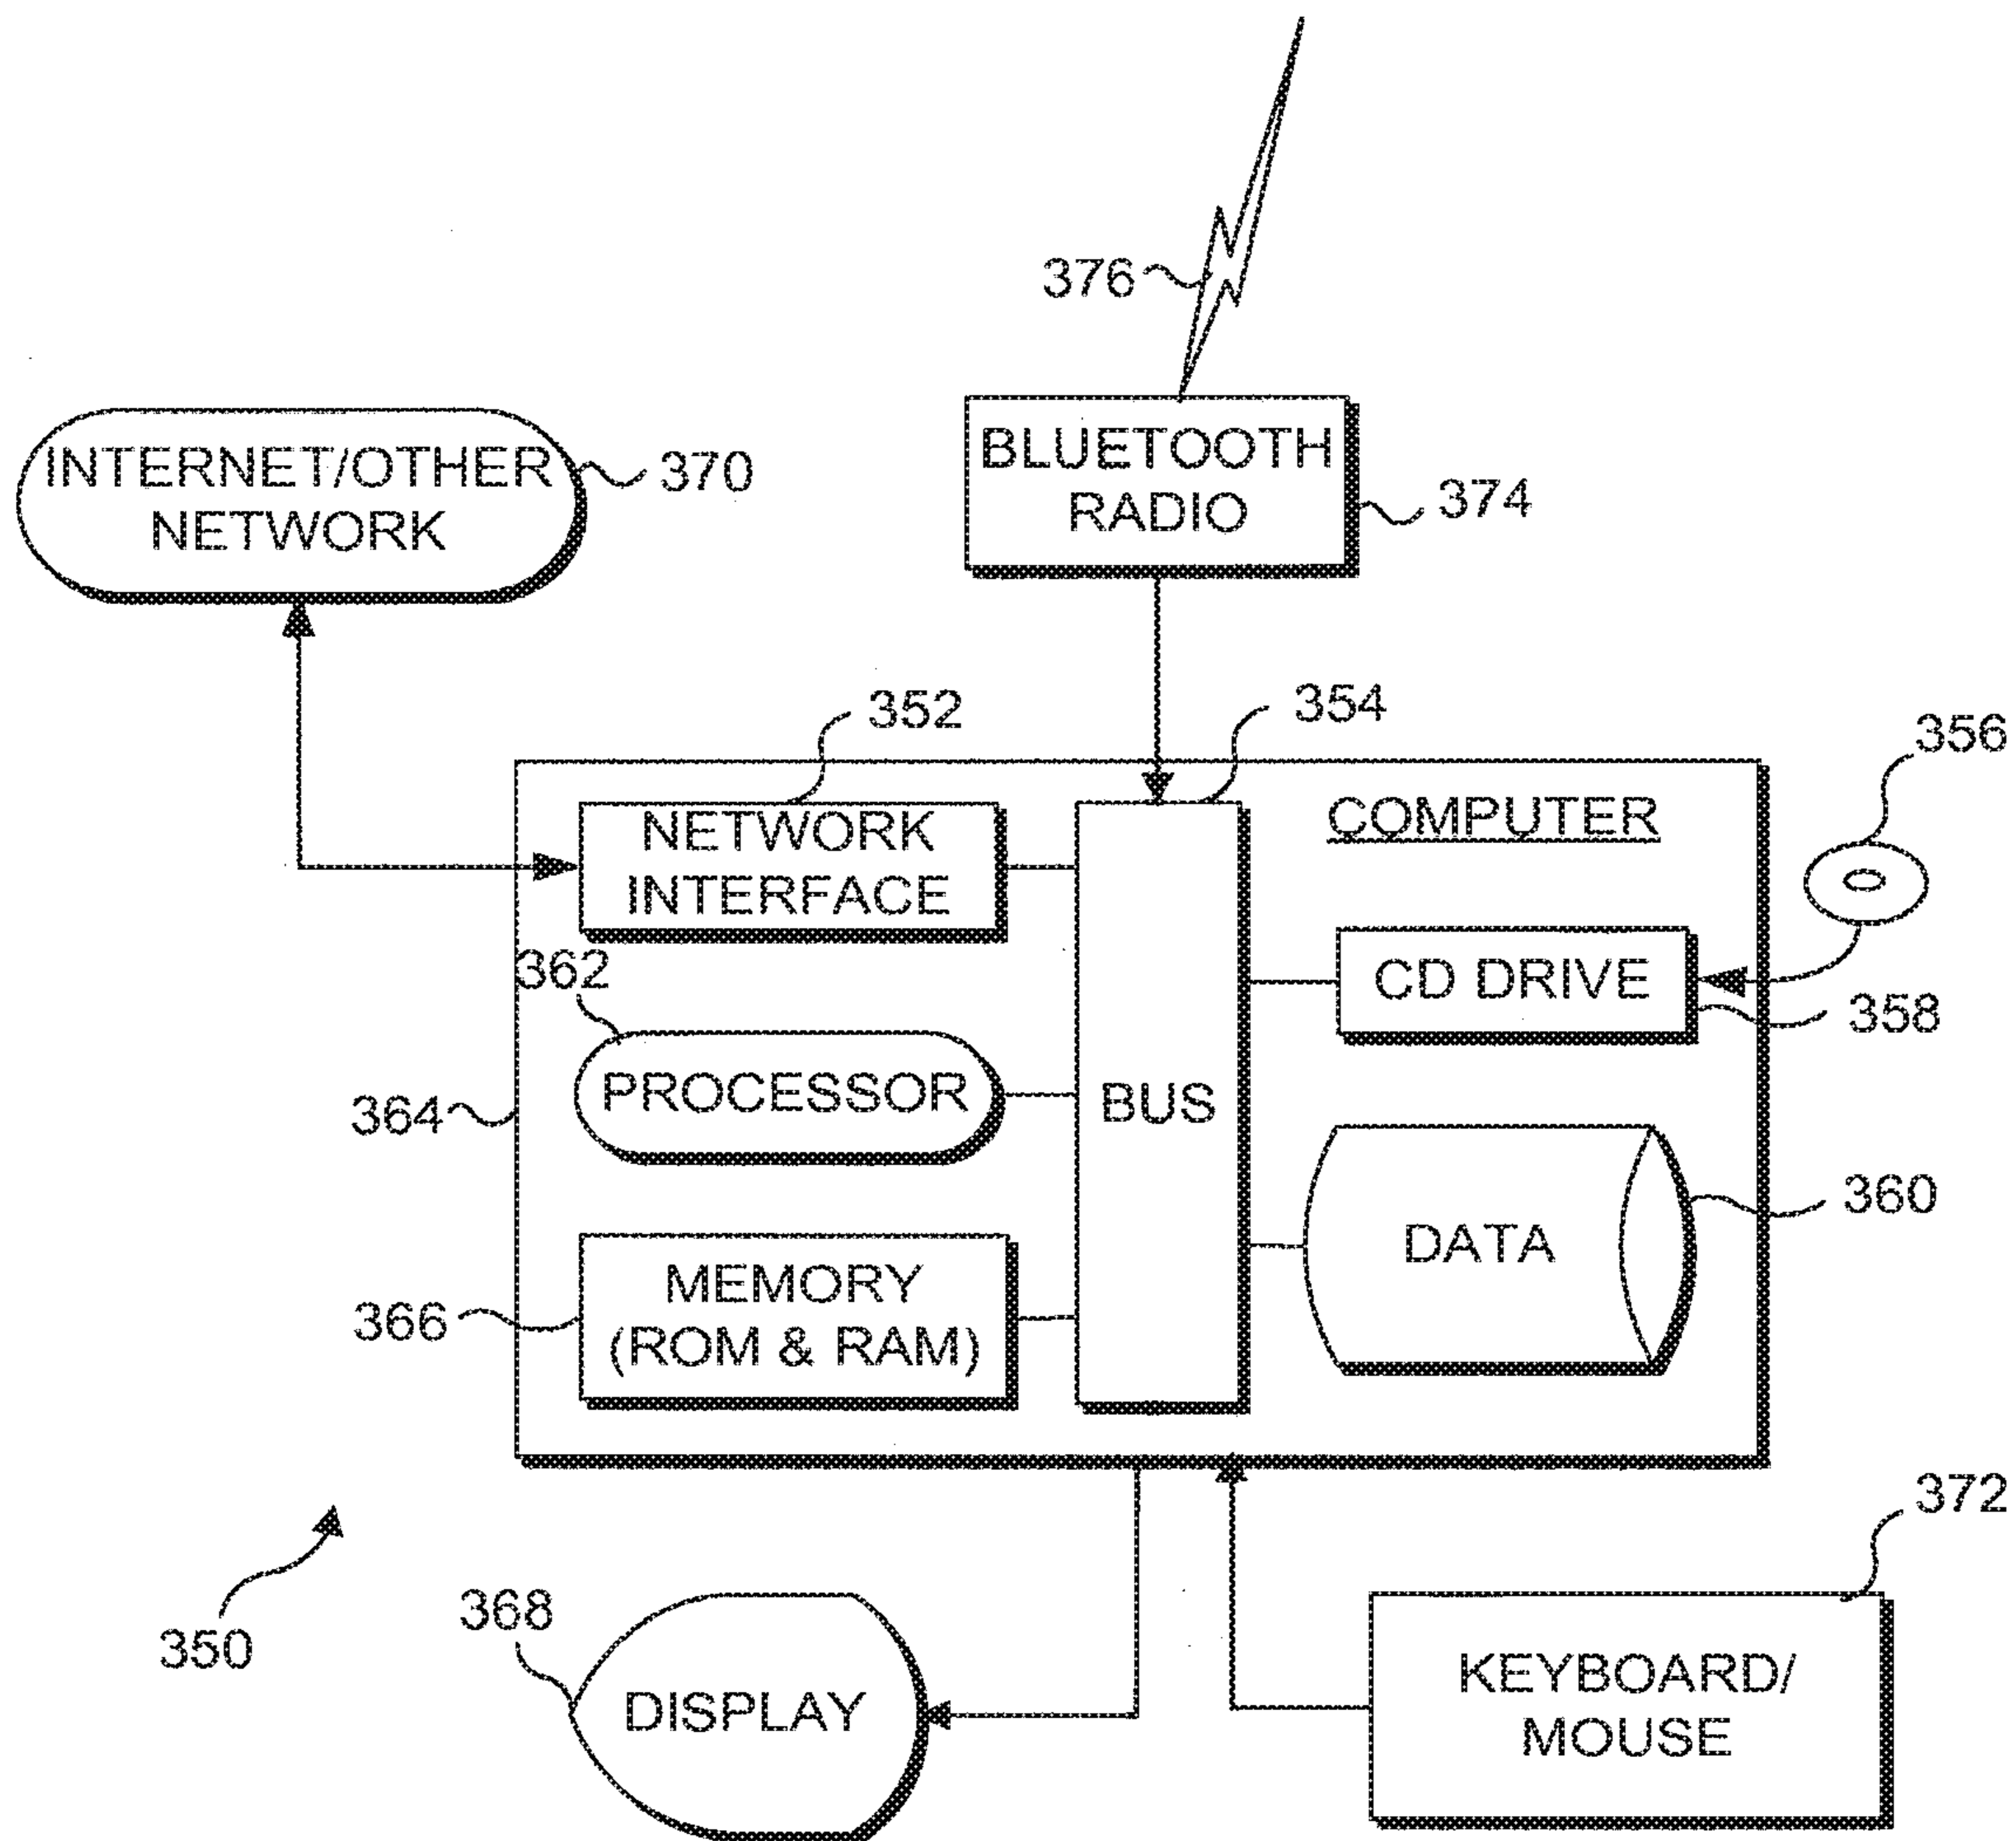 376
INTERNET/OTHER
NETWORK
370
BLUETOOTH
RADIO
374
352
354
356
NETWORK
INTERFACE
COMPUTER
362
CD DRIVE
358
364
PROCESSOR
BUS
360
DATA
366
MEMORY
(ROM & RAM)
372
350
368
DISPLAY
KEYBOARD/
MOUSE